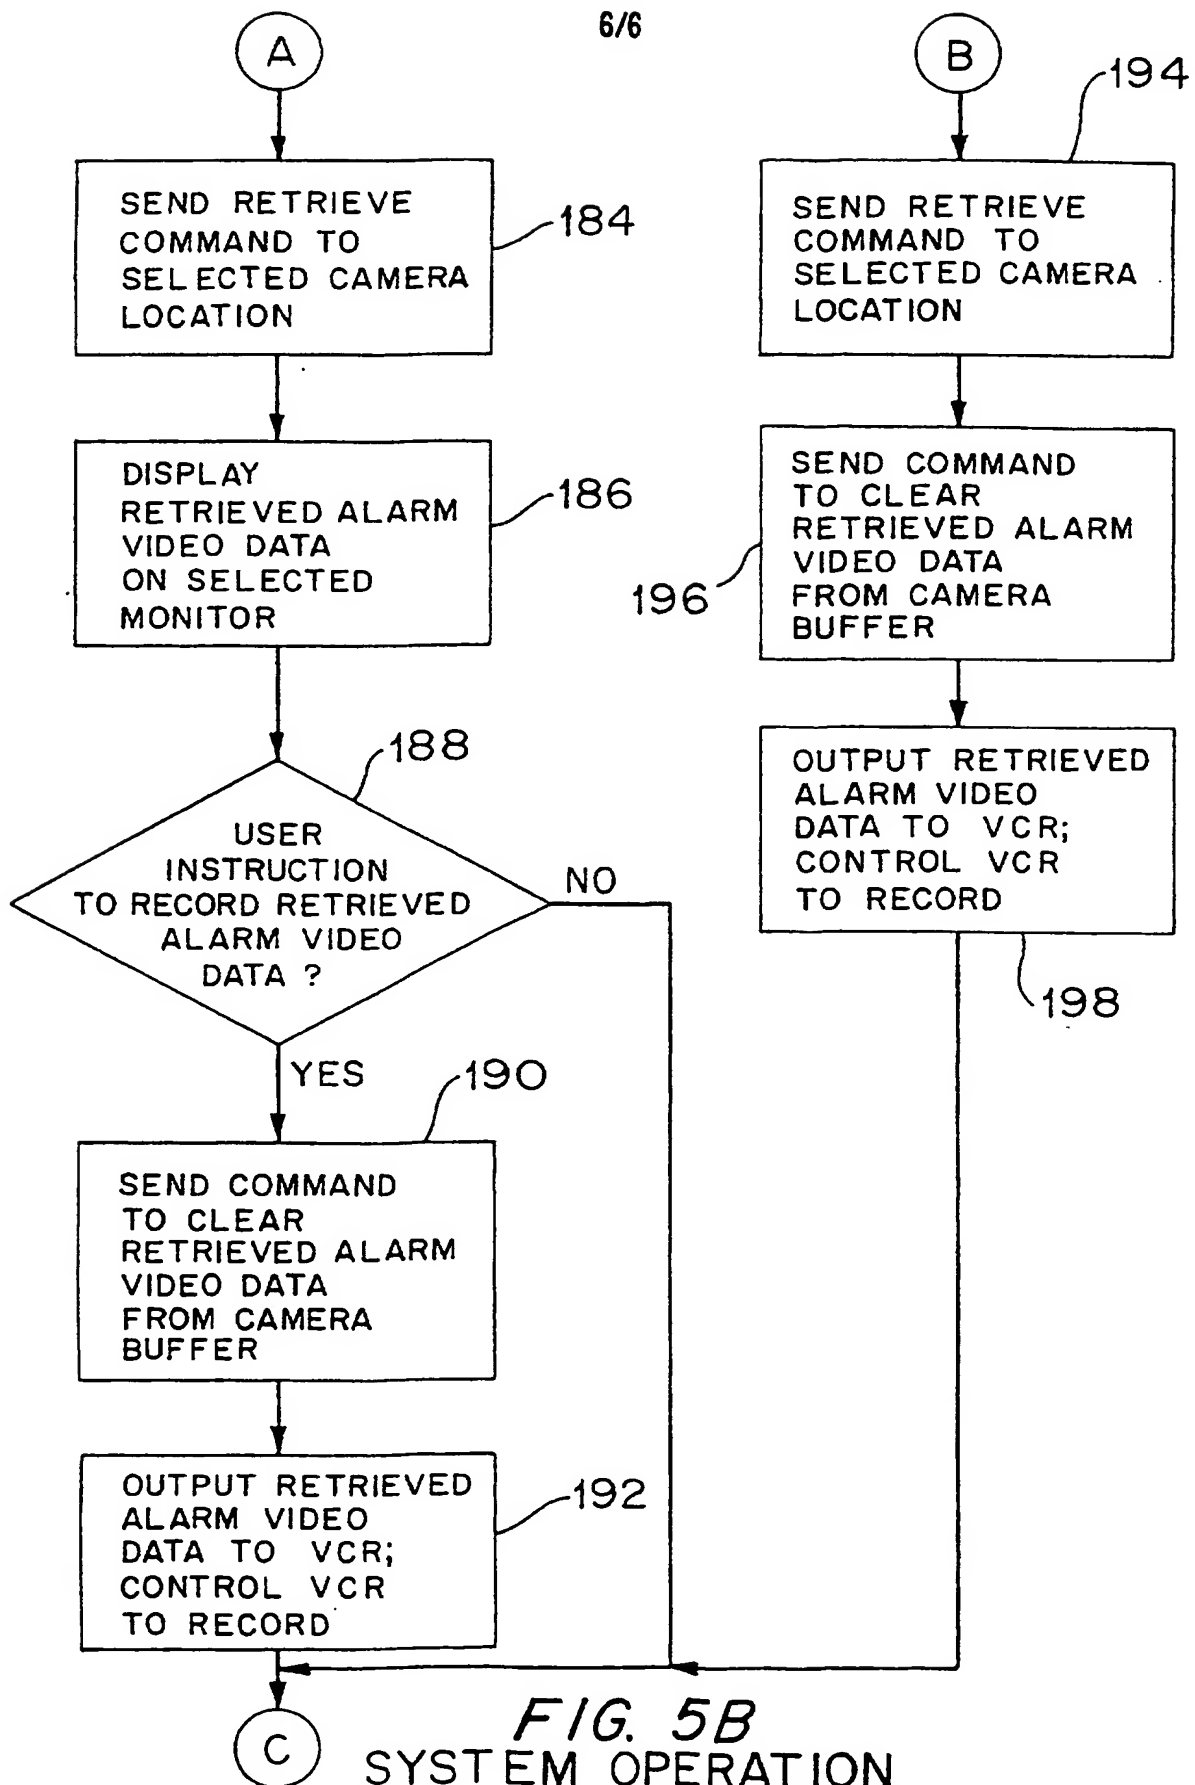 6/6
A
SEND RETRIEVE
COMMAND TO
SELECTED CAMERA
LOCATION
184
DISPLAY
RETRIEVED ALARM
VIDEO DATA
ON SELECTED
MONITOR
186
188
USER
INSTRUCTION
TO RECORD RETRIEVED
ALARM VIDEO
DATA ?
NO
YES
190
SEND COMMAND
TO CLEAR
RETRIEVED ALARM
VIDEO DATA
FROM CAMERA
BUFFER
OUTPUT RETRIEVED
ALARM VIDEO
DATA TO VCR;
CONTROL VCR
TO RECORD
192
C
B
194
SEND RETRIEVE
COMMAND TO
SELECTED CAMERA
LOCATION
SEND COMMAND
TO CLEAR
RETRIEVED ALARM
VIDEO DATA
FROM CAMERA
BUFFER
196
OUTPUT RETRIEVED
ALARM VIDEO
DATA TO VCR;
CONTROL VCR
TO RECORD
198
FIG. 5B
SYSTEM OPERATION